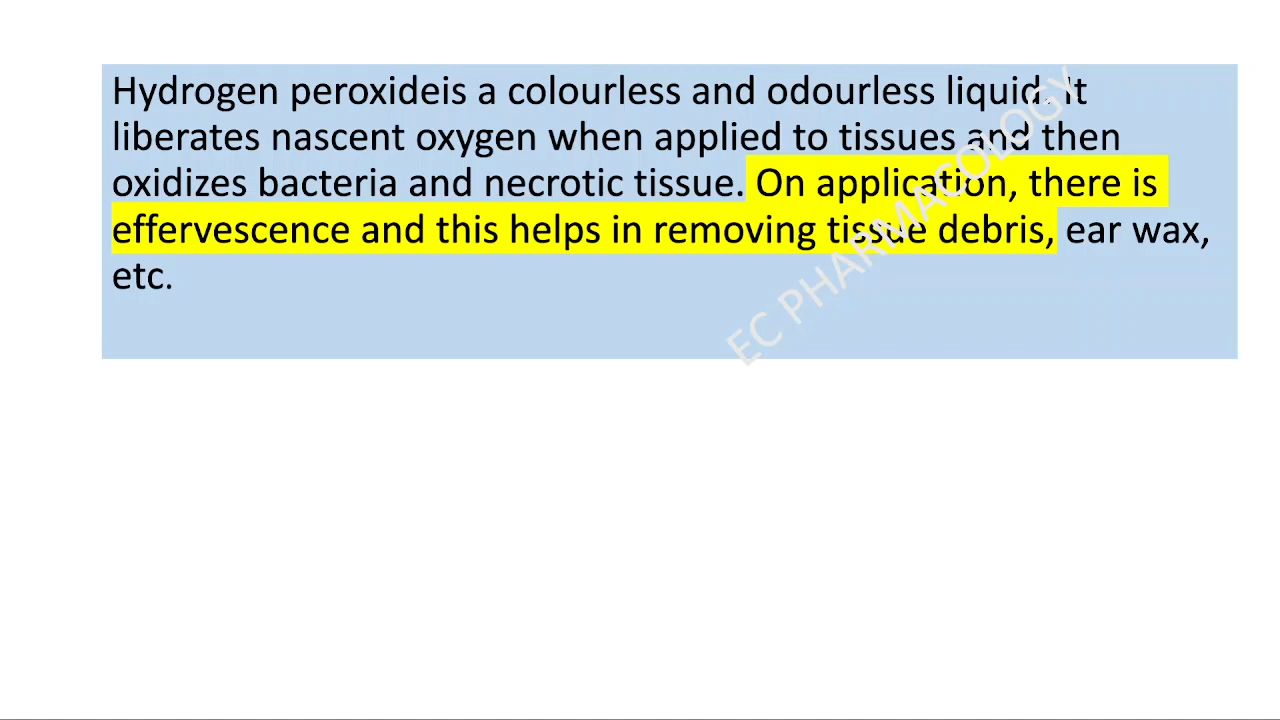 Hydrogen peroxideis a colourless and odourless liquid. It
liberates nascent oxygen when applied to tissues and then
oxidizes bacteria and necrotic tissue. On application, there is
effervescence and this helps in removing tissue debris, ear wax,
etc.
EC PHARMACOLOGY